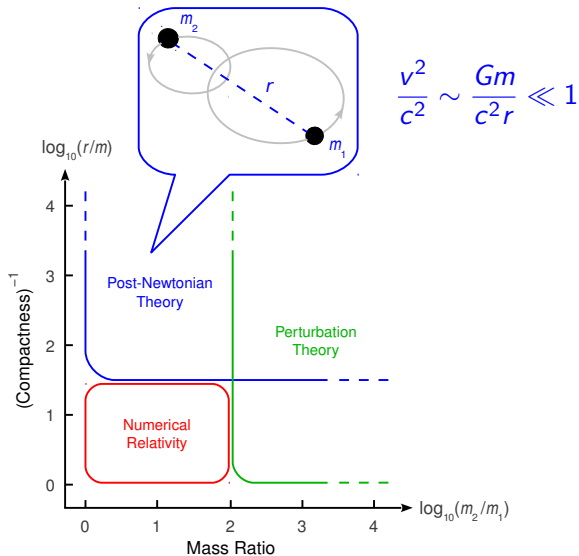 m₂
r
m₁
v²/c² ∼ Gm/c²r ≪ 1
log₁₀(r/m)
4
3
2
1
0
(Compactness)⁻¹
Post-Newtonian
Theory
Perturbation
Theory
Numerical
Relativity
0 1 2 3 4
log₁₀(m₂/m₁)
Mass Ratio